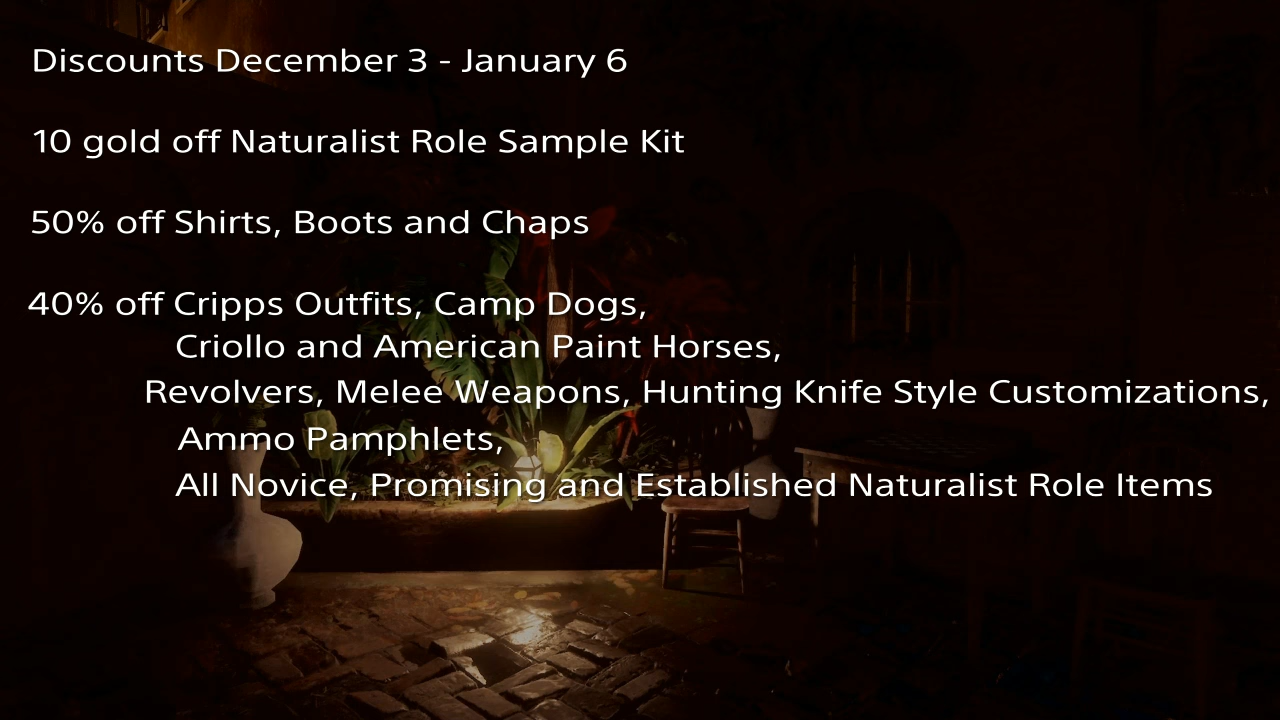 Discounts December 3 - January 6
10 gold off Naturalist Role Sample Kit
50% off Shirts, Boots and Chaps
40% off Cripps Outfits, Camp Dogs,
Criollo and American Paint Horses,
Revolvers, Melee Weapons, Hunting Knife Style Customizations,
Ammo Pamphlets,
All Novice, Promising and Established Naturalist Role Items